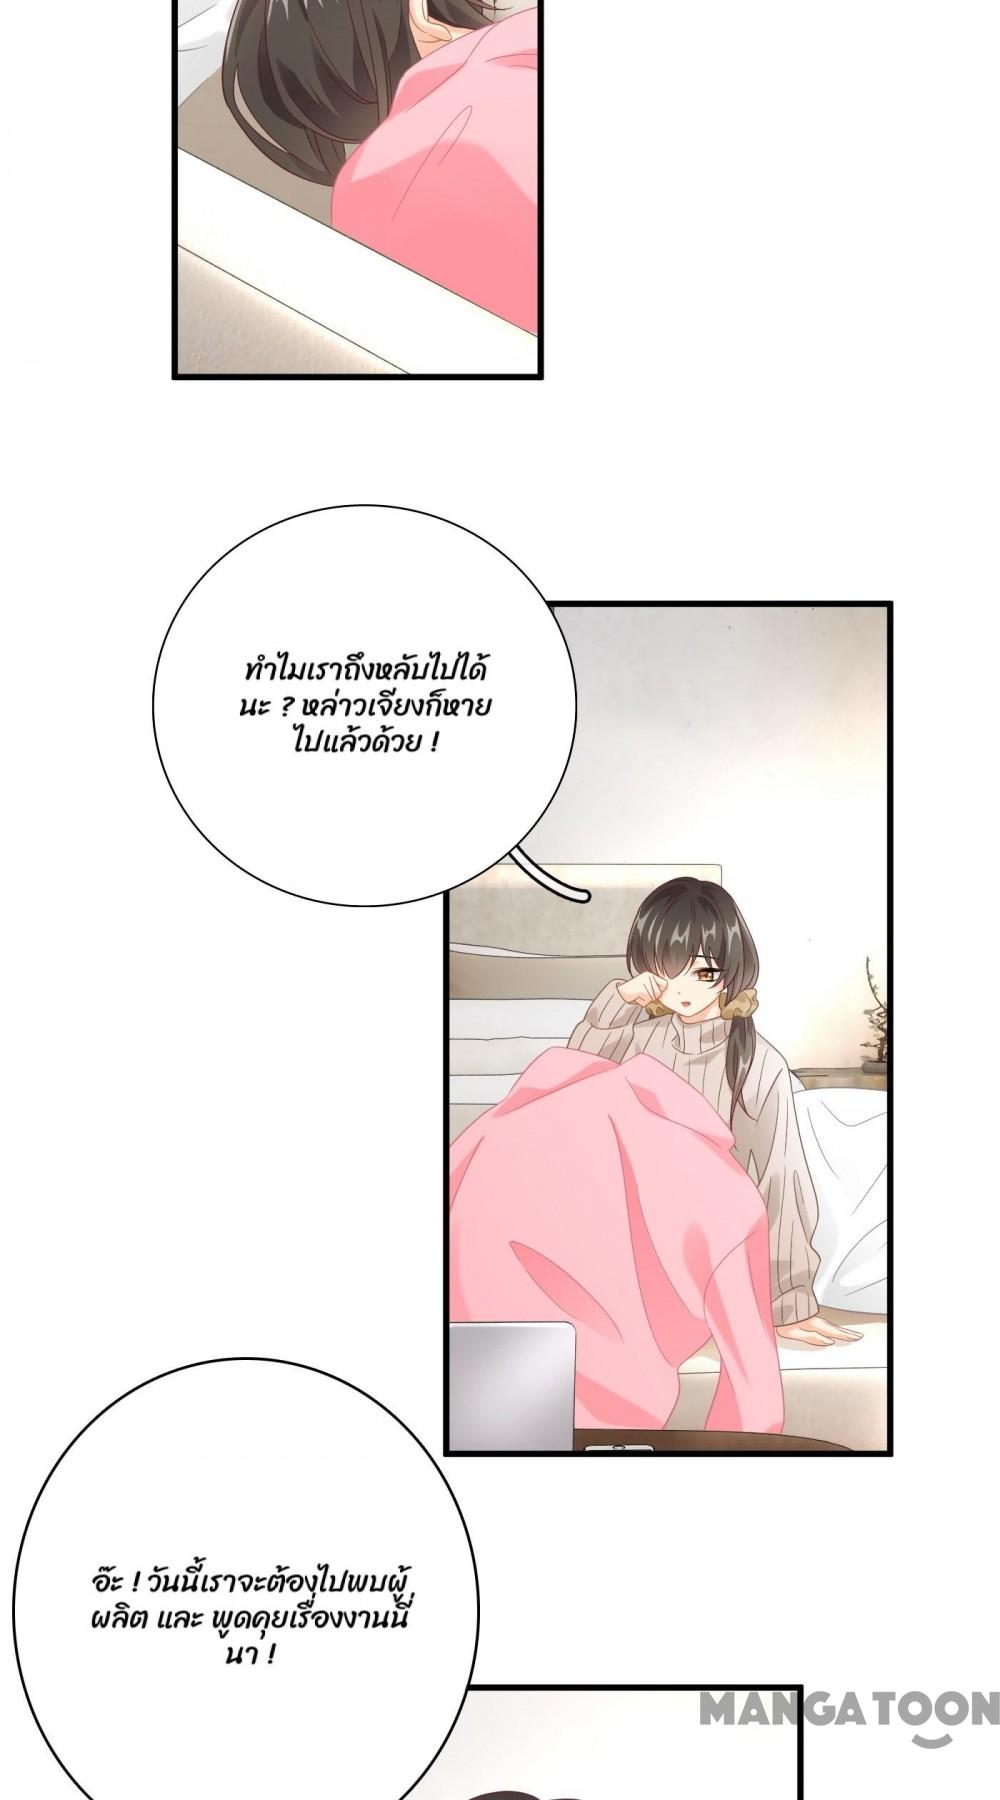 ทำไมเราถึงหลับไปได้
นะ ? หล่าวเจียงก็หาย
ไปแล้วด้วย !
อ๊ะ ! วันนี้เราจะต้องไปพบผู้
ผลิต และ พูดคุยเรื่องงานนี่
นา !
MANGATOON